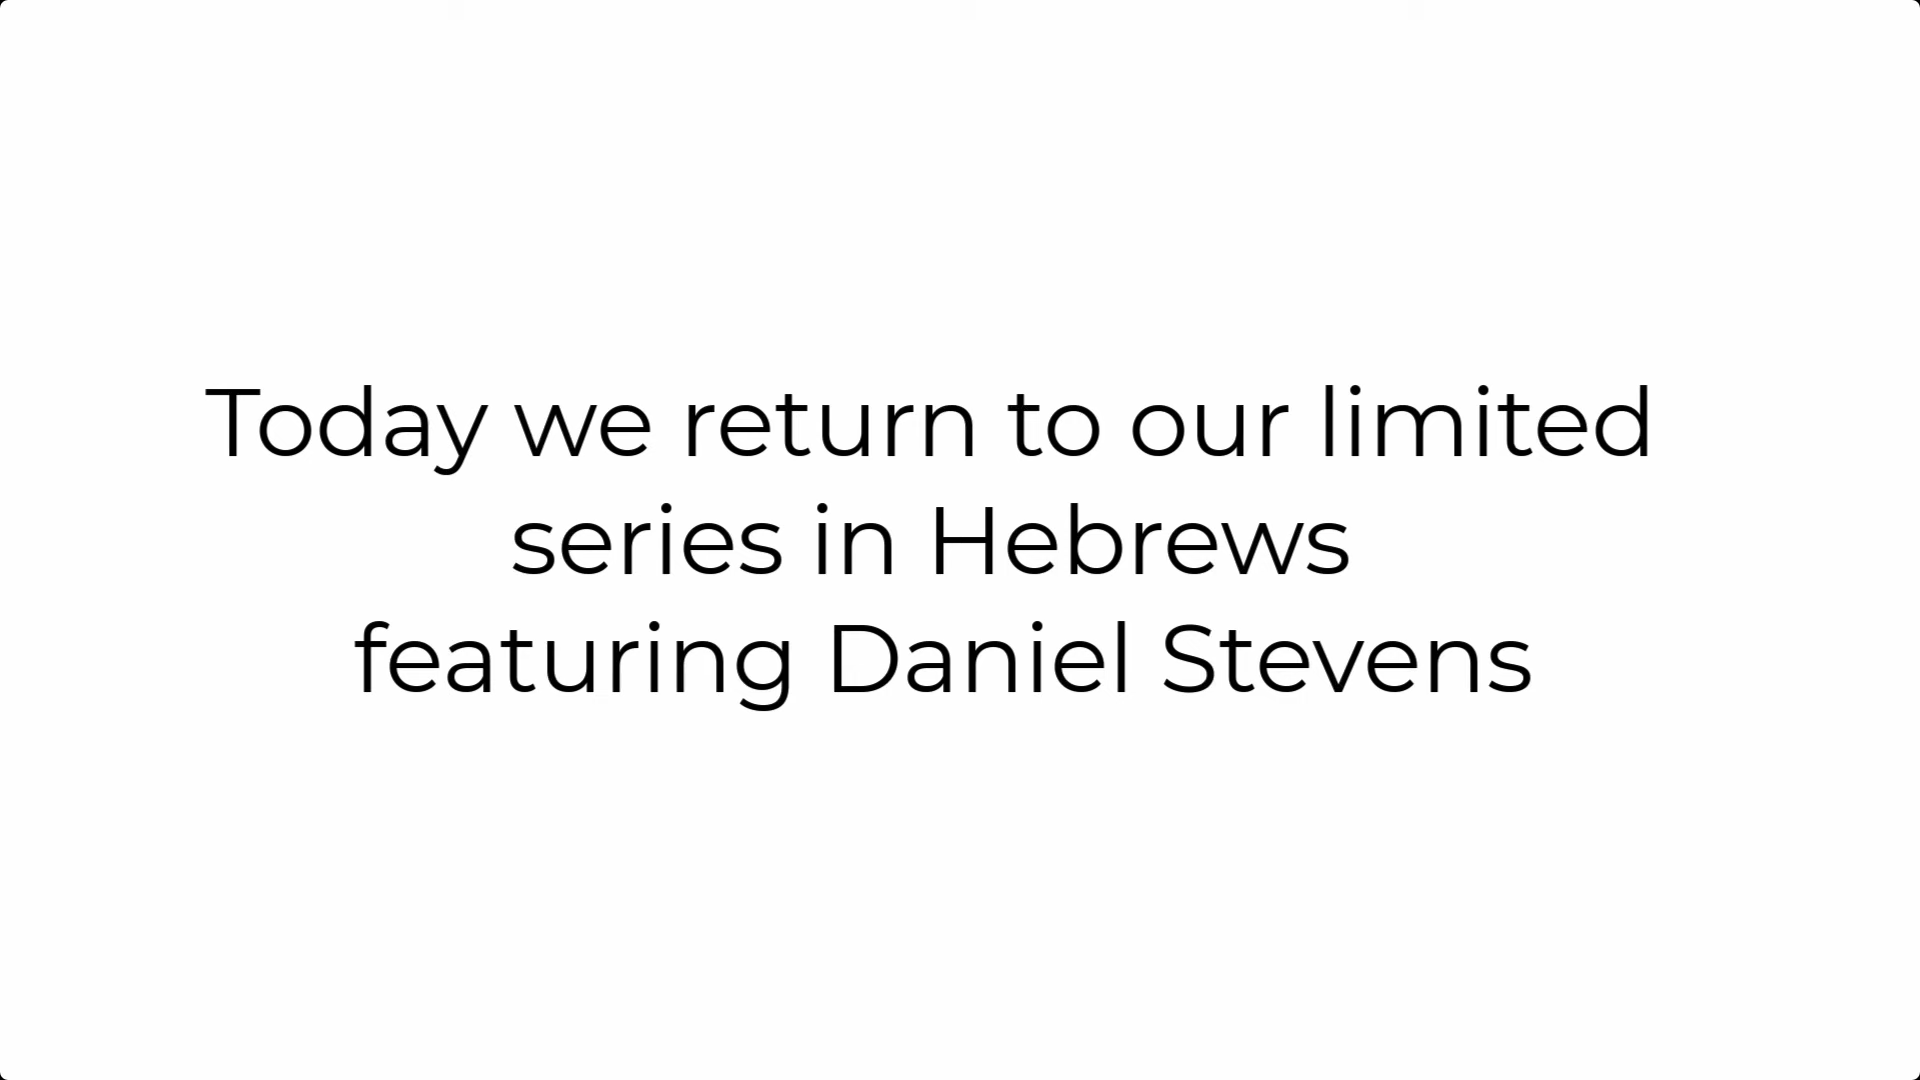 Today we return to our limited
series in Hebrews
featuring Daniel Stevens